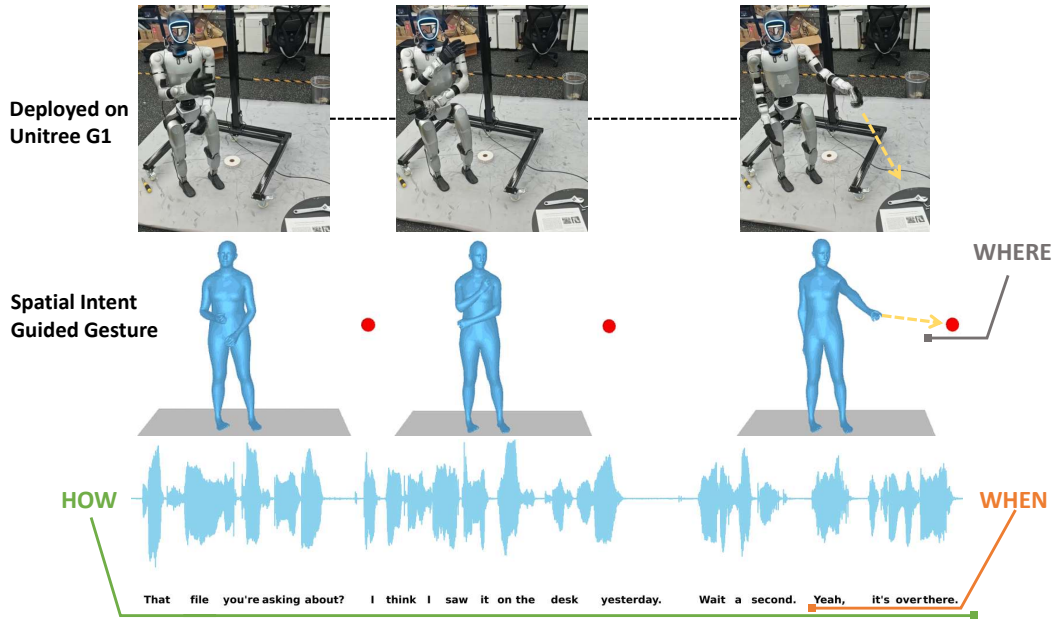 Deployed on
Unitree G1
WHERE
Spatial Intent
Guided Gesture
HOW
WHEN
That file you're asking about? I think I saw it on the desk yesterday. Wait a second. Yeah, it's over there.